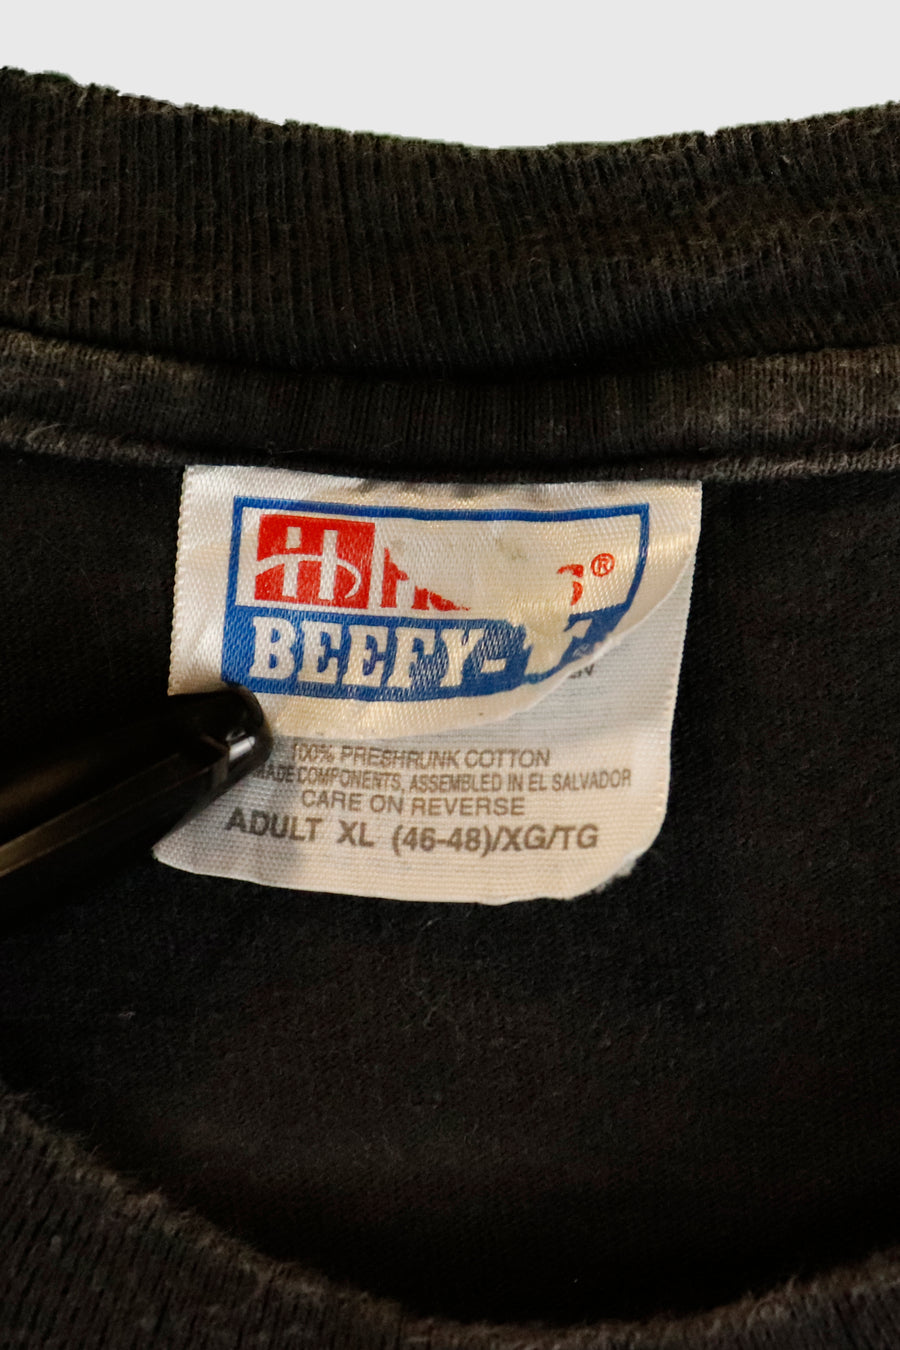 H
®
BEEFY-
100% PRESHRUNK COTTON
MADE COMPONENTS, ASSEMBLED IN EL SALVADOR
CARE ON REVERSE
ADULT XL (46-48)/XG/TG